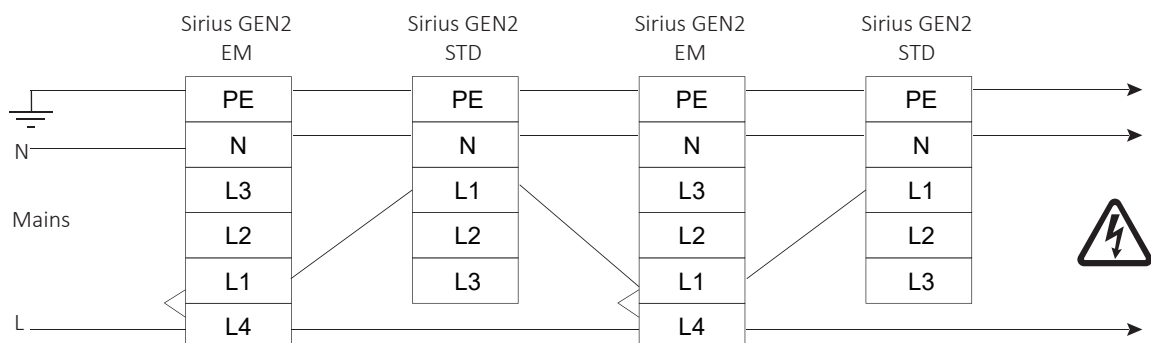 Sirius GEN2 EM
Sirius GEN2 STD
Sirius GEN2 EM
Sirius GEN2 STD
PE
PE
PE
PE
N
N
N
N
N
L3
L1
L3
L1
Mains
L2
L2
L2
L2
L1
L3
L1
L3
L
L4
L4